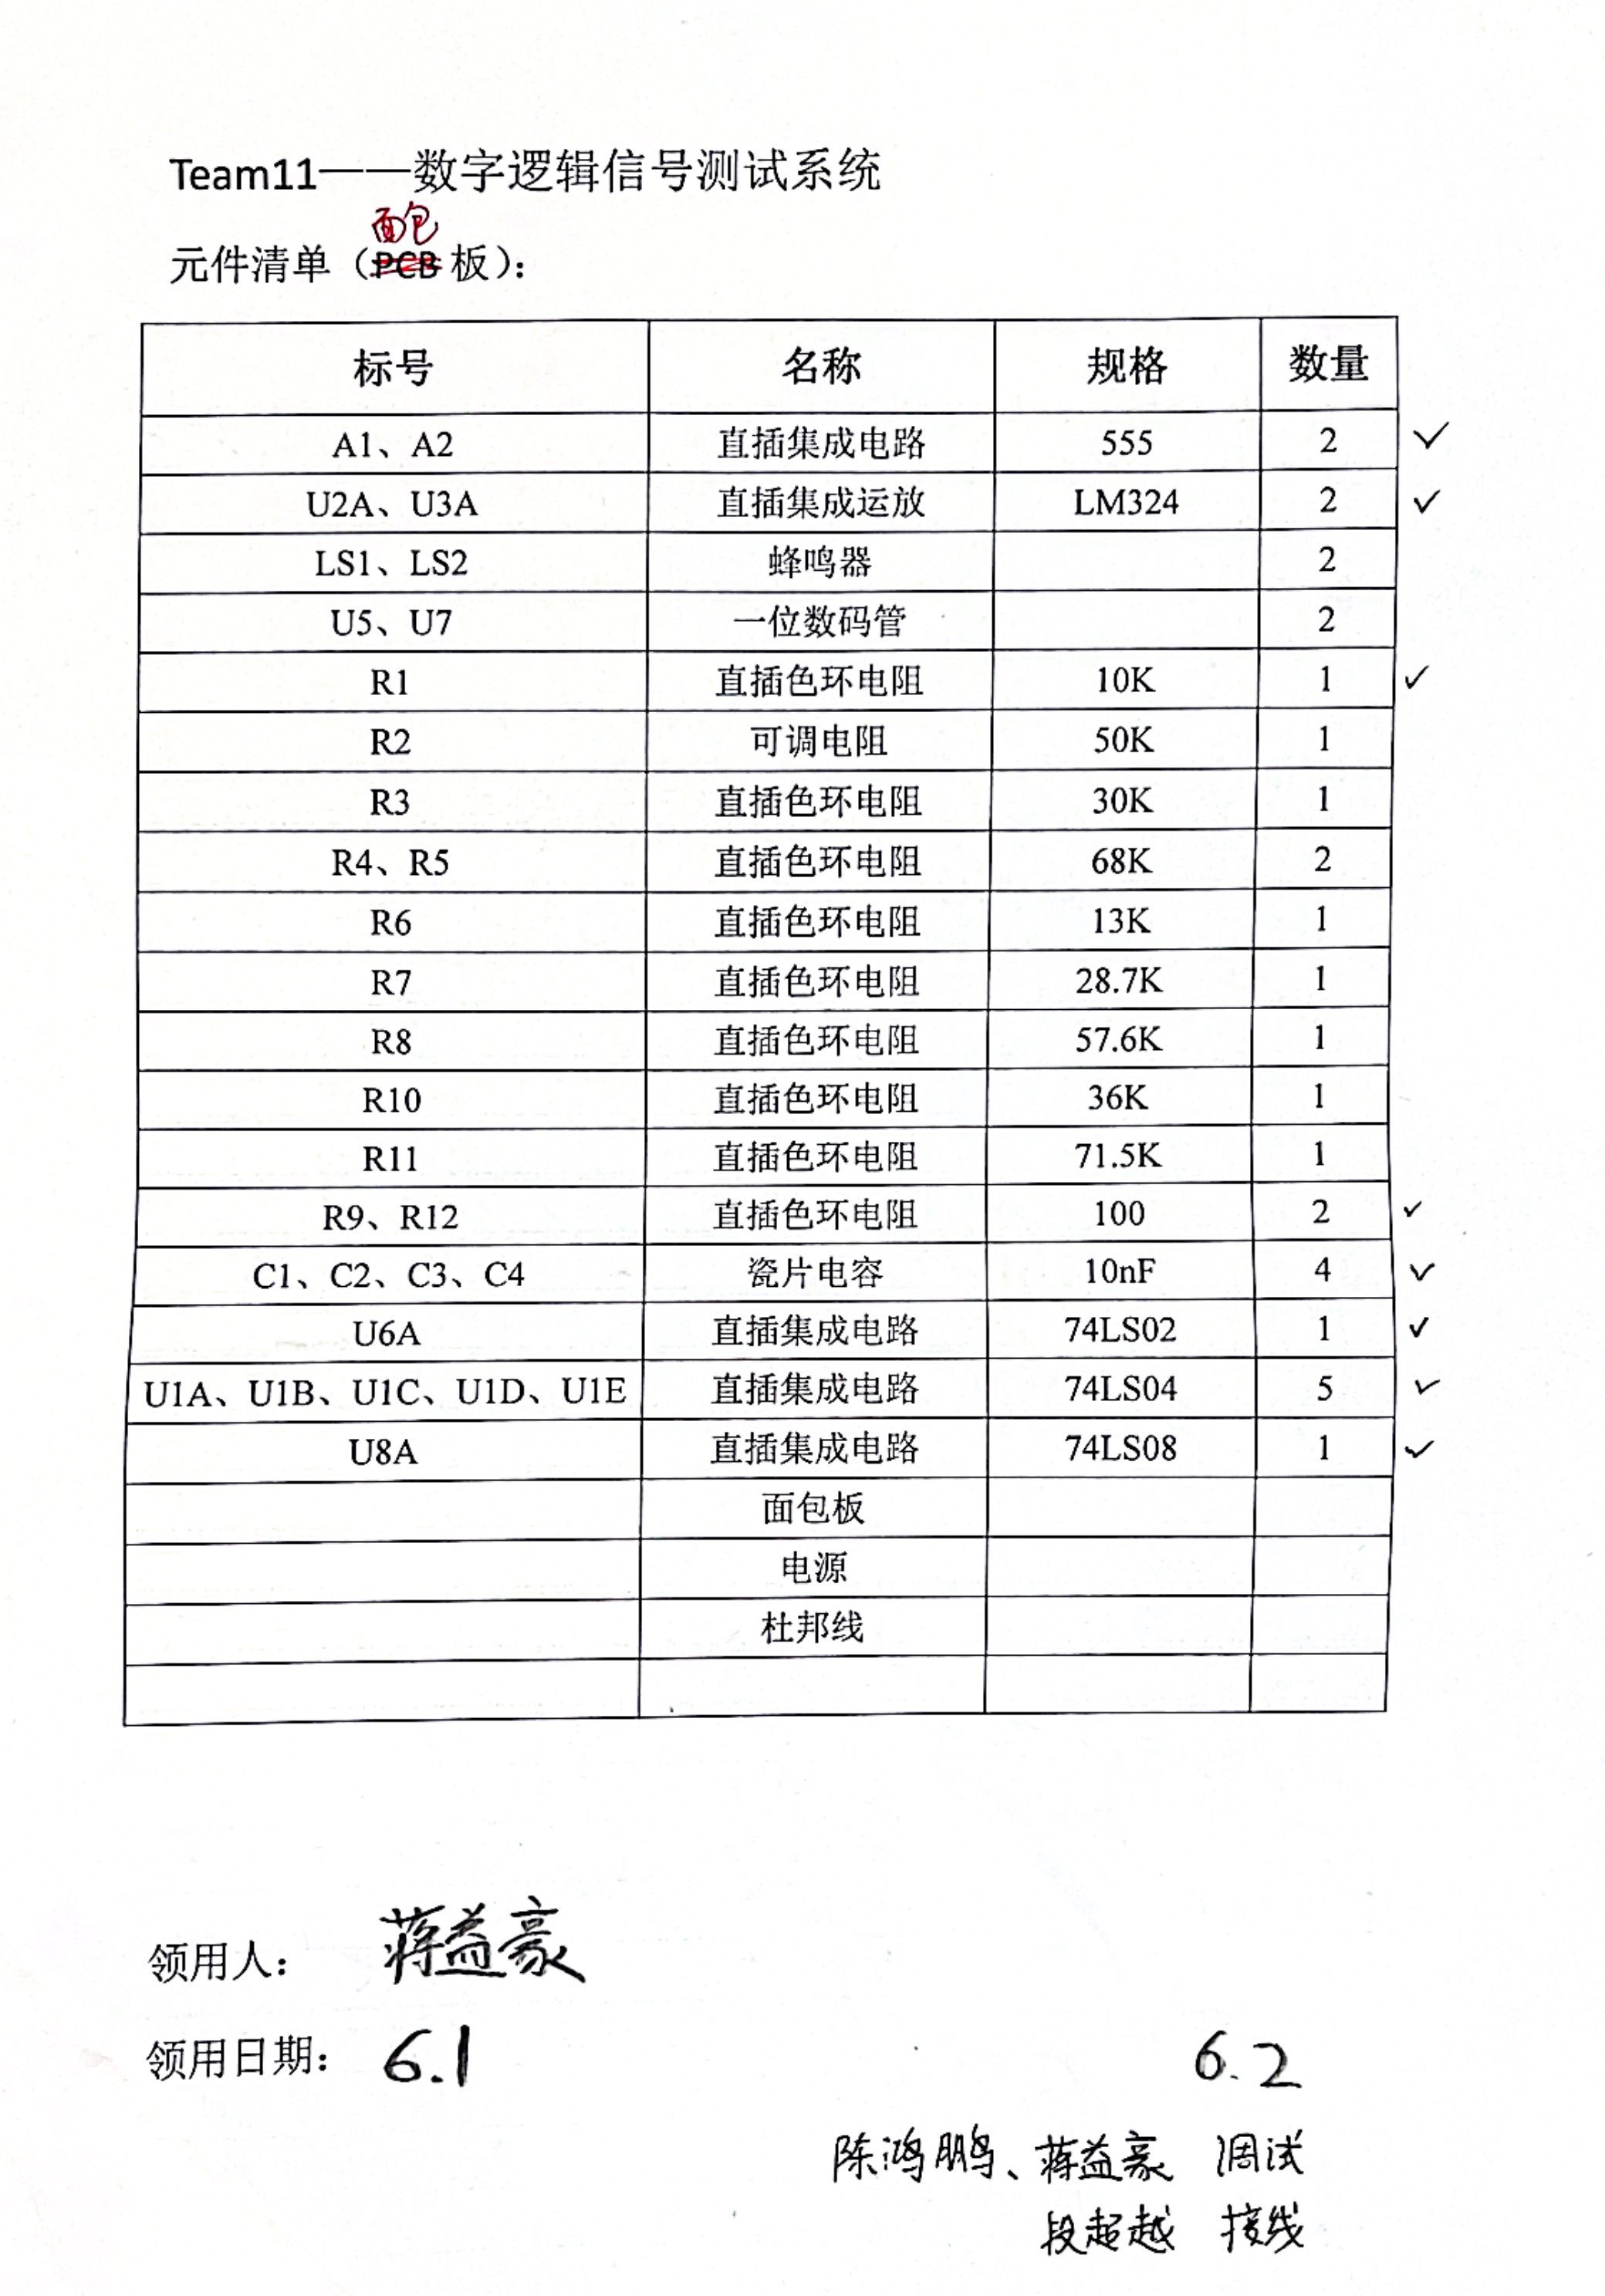 Team11——数字逻辑信号测试系统
面包
元件清单（PCB 板）：
标号 名称 规格 数量
A1、A2 直插集成电路 555 2 ✓
U2A、U3A 直插集成运放 LM324 2 ✓
LS1、LS2 蜂鸣器 2
U5、U7 一位数码管 2
R1 直插色环电阻 10K 1 ✓
R2 可调电阻 50K 1
R3 直插色环电阻 30K 1
R4、R5 直插色环电阻 68K 2
R6 直插色环电阻 13K 1
R7 直插色环电阻 28.7K 1
R8 直插色环电阻 57.6K 1
R10 直插色环电阻 36K 1
R11 直插色环电阻 71.5K 1
R9、R12 直插色环电阻 100 2 ✓
C1、C2、C3、C4 瓷片电容 10nF 4 ✓
U6A 直插集成电路 74LS02 1 ✓
U1A、U1B、U1C、U1D、U1E 直插集成电路 74LS04 5 ✓
U8A 直插集成电路 74LS08 1 ✓
面包板
电源
杜邦线
领用人： 蒋益豪
领用日期： 6.1 6.2
陈鸿鹏、蒋益豪 调试
段超越 接线